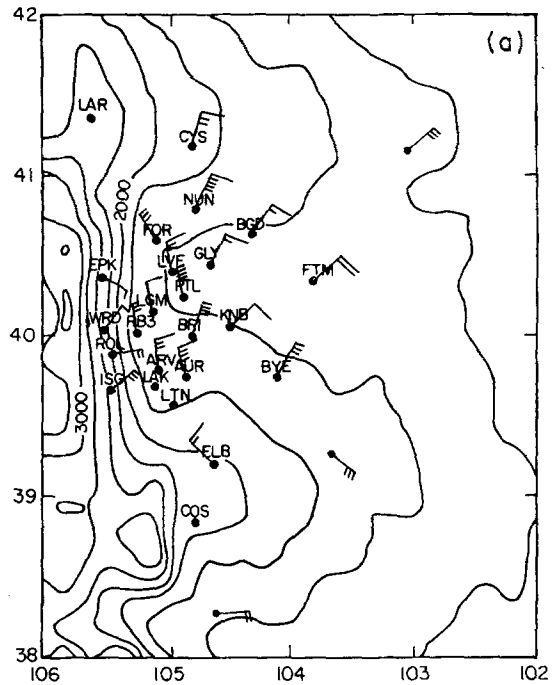 42
(a)
LAR
CYS
41
2000
NUN
BGD
FOR
LVE
GLY
EPK
FTM
PTL
GM
WRD
RB3
KNB
40
BRI
ROL
ARV
AUR
BYE
ISG
LAK
LTN
3000
ELB
39
COS
38
106
105
104
103
102